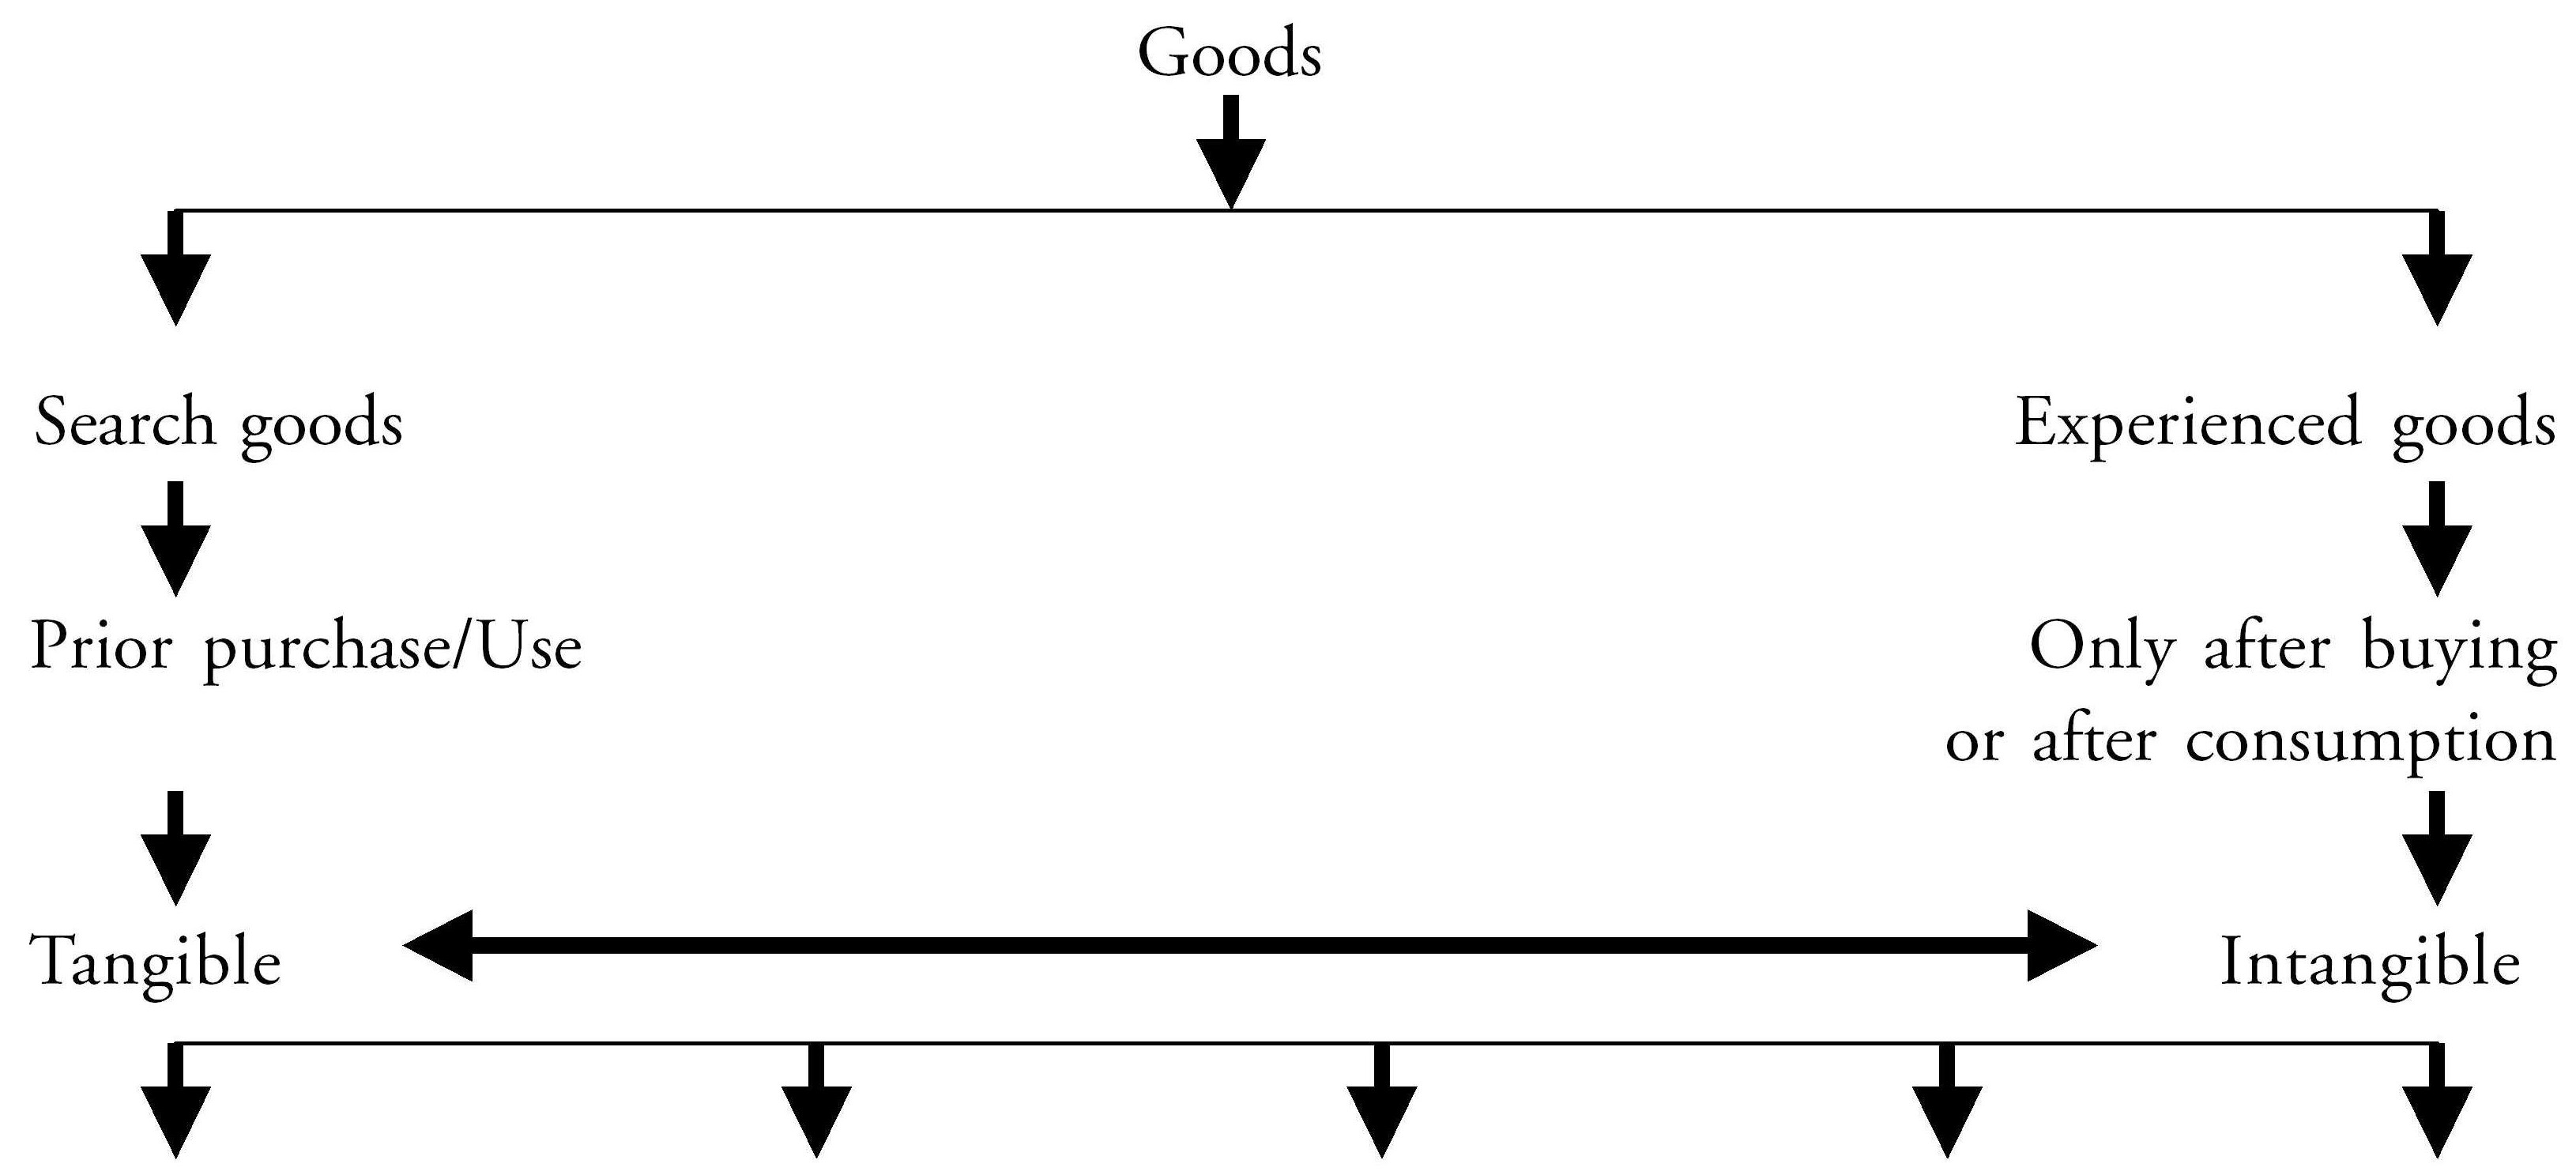 Goods
Search goods
Experienced goods
Prior purchase/Use
Only after buying
or after consumption
Tangible
Intangible